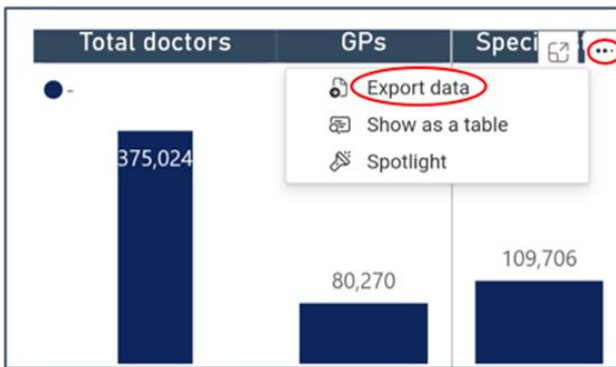 Total doctors GPs Speci
-
Export data
Show as a table
Spotlight
375,024
80,270
109,706